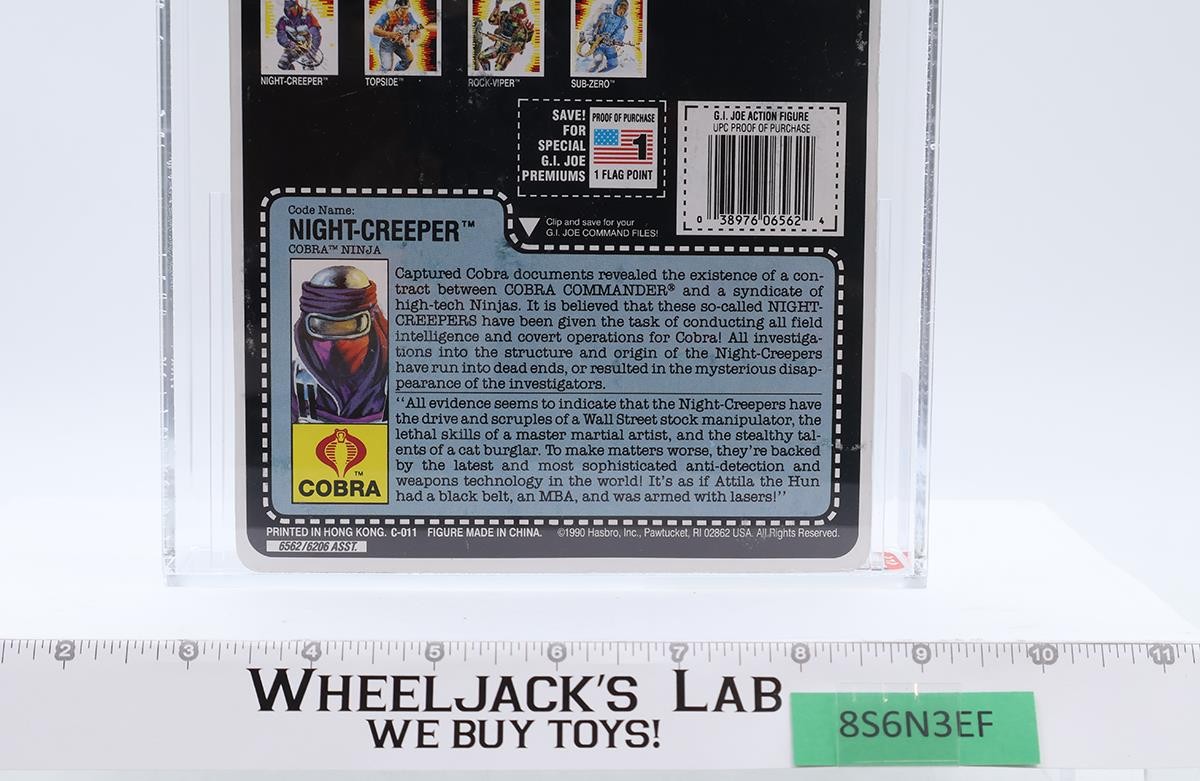 NIGHT-CREEPER™ TOPSIDE™ ROCK-VIPER™ SUB-ZERO™
SAVE!
FOR
SPECIAL
G.I. JOE
PREMIUMS
PROOF OF PURCHASE
1
1 FLAG POINT
G.I. JOE ACTION FIGURE
UPC PROOF OF PURCHASE
0 38976 06562 4
Clip and save for your
G.I. JOE COMMAND FILES!
Code Name:
NIGHT-CREEPER™
COBRA™ NINJA
Captured Cobra documents revealed the existence of a con-
tract between COBRA COMMANDER® and a syndicate of
high-tech Ninjas. It is believed that these so-called NIGHT-
CREEPERS have been given the task of conducting all field
intelligence and covert operations for Cobra! All investiga-
tions into the structure and origin of the Night-Creepers
have run into dead ends, or resulted in the mysterious disap-
pearance of the investigators.
"All evidence seems to indicate that the Night-Creepers have
the drive and scruples of a Wall Street stock manipulator, the
lethal skills of a master martial artist, and the stealthy tal-
ents of a cat burglar. To make matters worse, they're backed
by the latest and most sophisticated anti-detection and
weapons technology in the world! It's as if Attila the Hun
had a black belt, an MBA, and was armed with lasers!"
™
COBRA
PRINTED IN HONG KONG. C-011 FIGURE MADE IN CHINA. ©1990 Hasbro, Inc., Pawtucket, RI 02862 USA. All Rights Reserved.
6562/6206 ASST.
2 3 4 5 6 7 8 9 10 11
WHEELJACK'S LAB
WE BUY TOYS!
8S6N3EF